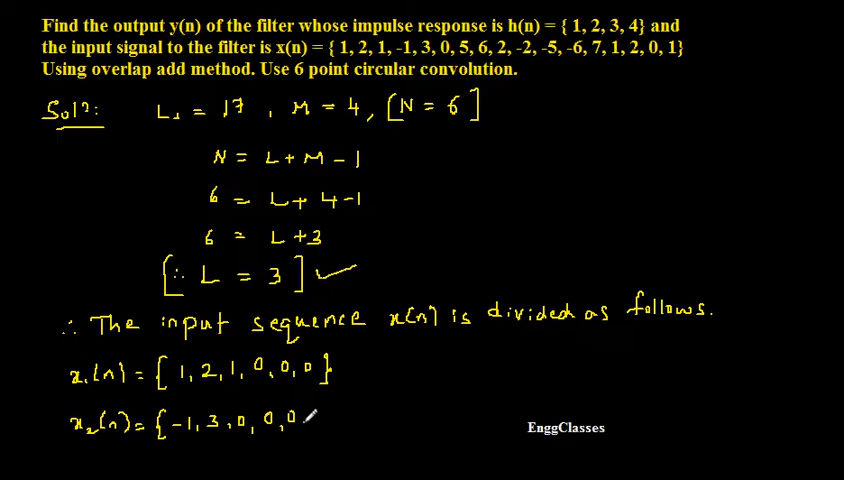 Find the output y(n) of the filter whose impulse response is h(n) = { 1, 2, 3, 4} and
the input signal to the filter is x(n) = { 1, 2, 1, -1, 3, 0, 5, 6, 2, -2, -5, -6, 7, 1, 2, 0, 1}
Using overlap add method. Use 6 point circular convolution.
Solⁿ: L₁ = 17 , M = 4, [N = 6]
N = L + M - 1
6 = L + 4 - 1
6 = L + 3
[∴ L = 3] ✓
∴ The input sequence x(n) is divided as follows.
x₁(n) = { 1, 2, 1, 0, 0, 0 }
x₂(n) = { -1, 3, 0, 0, 0
EnggClasses